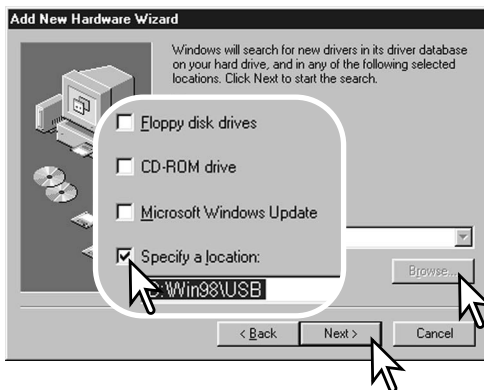 Add New Hardware Wizard
Windows will search for new drivers in its driver database
on your hard drive, and in any of the following selected
locations. Click Next to start the search.
Floppy disk drives
CD-ROM drive
Microsoft Windows Update
Specify a location:
:\Win98\USB
Browse...
< Back
Next >
Cancel